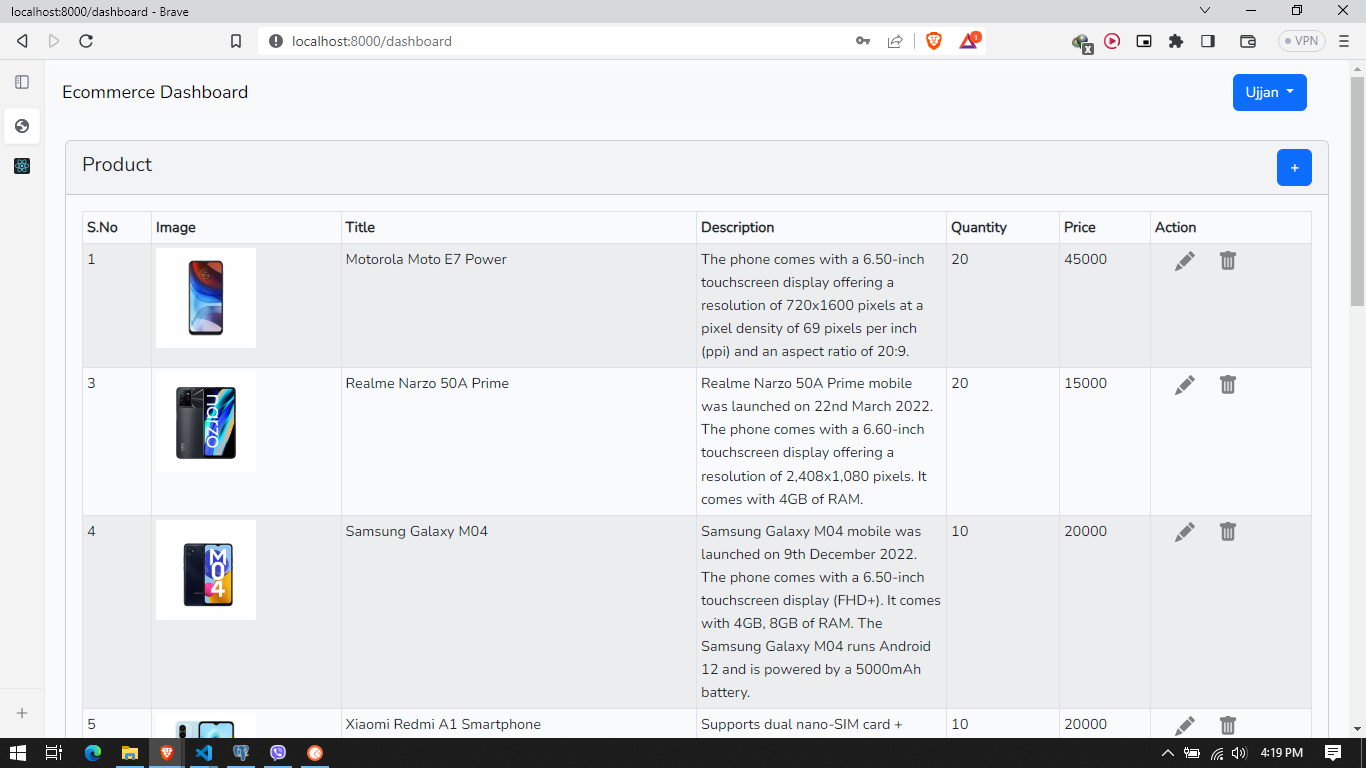 localhost:8000/dashboard - Brave
localhost:8000/dashboard
1
VPN
Ecommerce Dashboard
Ujjan
Product
+
S.No Image Title Description Quantity Price Action
1 Motorola Moto E7 Power The phone comes with a 6.50-inch 20 45000
touchscreen display offering a
resolution of 720x1600 pixels at a
pixel density of 69 pixels per inch
(ppi) and an aspect ratio of 20:9.
3 Realme Narzo 50A Prime Realme Narzo 50A Prime mobile 20 15000
was launched on 22nd March 2022.
The phone comes with a 6.60-inch
touchscreen display offering a
resolution of 2,408x1,080 pixels. It
comes with 4GB of RAM.
narzo
4 Samsung Galaxy M04 Samsung Galaxy M04 mobile was 10 20000
launched on 9th December 2022.
The phone comes with a 6.50-inch
touchscreen display (FHD+). It comes
with 4GB, 8GB of RAM. The
Samsung Galaxy M04 runs Android
12 and is powered by a 5000mAh
battery.
M04
5 Xiaomi Redmi A1 Smartphone Supports dual nano-SIM card + 10 20000
4:19 PM